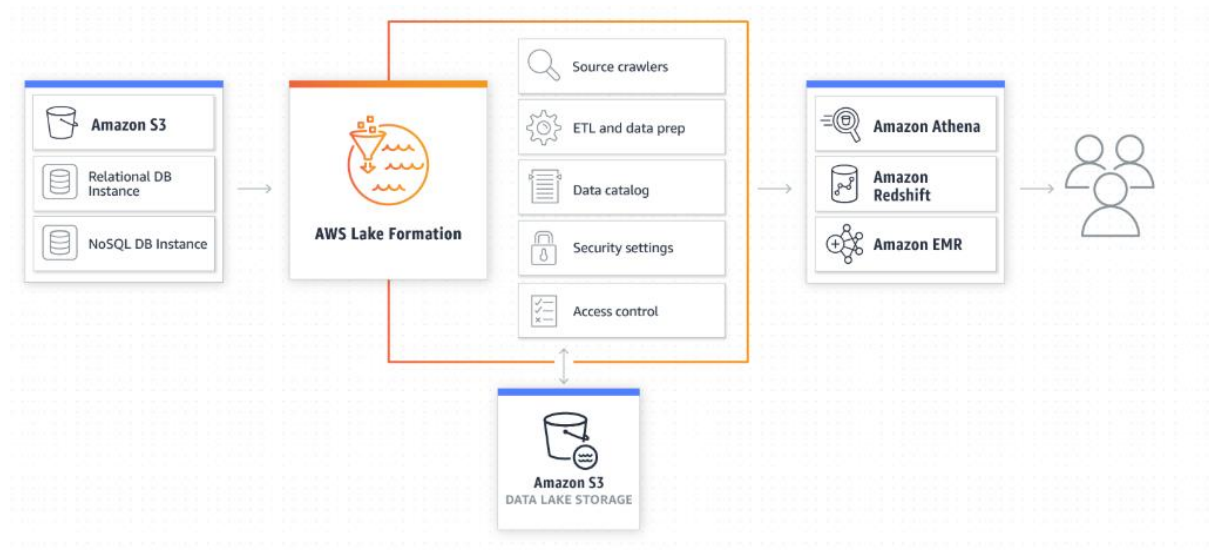 Amazon S3
Relational DB
Instance
NoSQL DB Instance
AWS Lake Formation
Source crawlers
ETL and data prep
Data catalog
Security settings
Access control
Amazon S3
DATA LAKE STORAGE
Amazon Athena
Amazon
Redshift
Amazon EMR